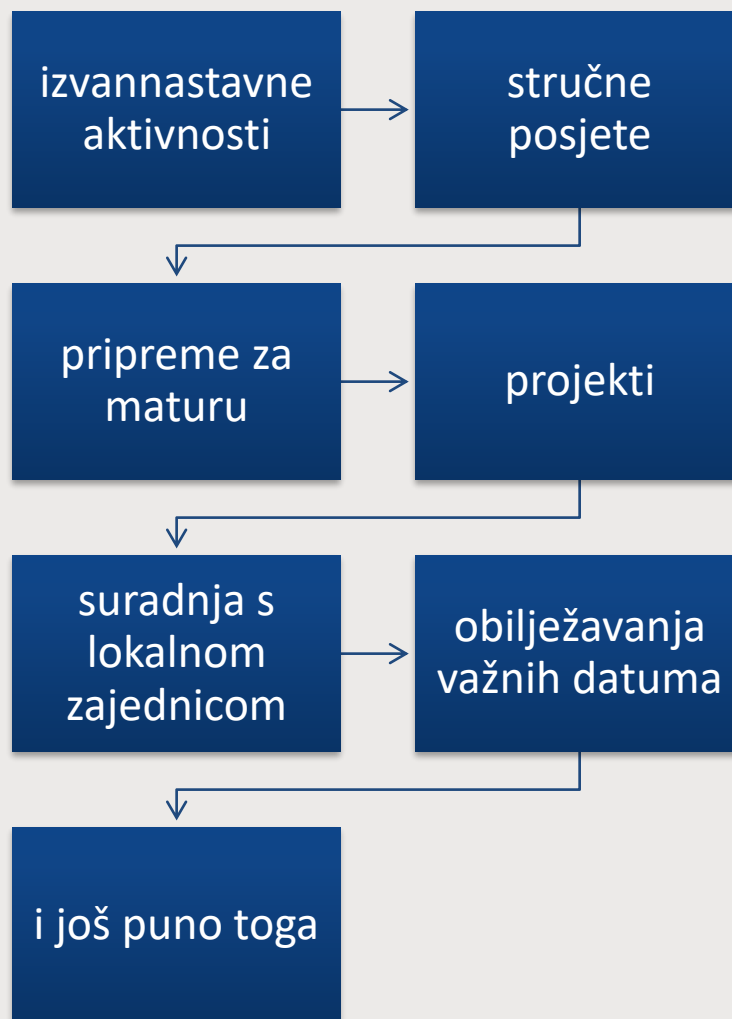 izvannastavne
aktivnosti
stručne
posjete
pripreme za
maturu
projekti
suradnja s
lokalnom
zajednicom
obilježavanja
važnih datuma
i još puno toga